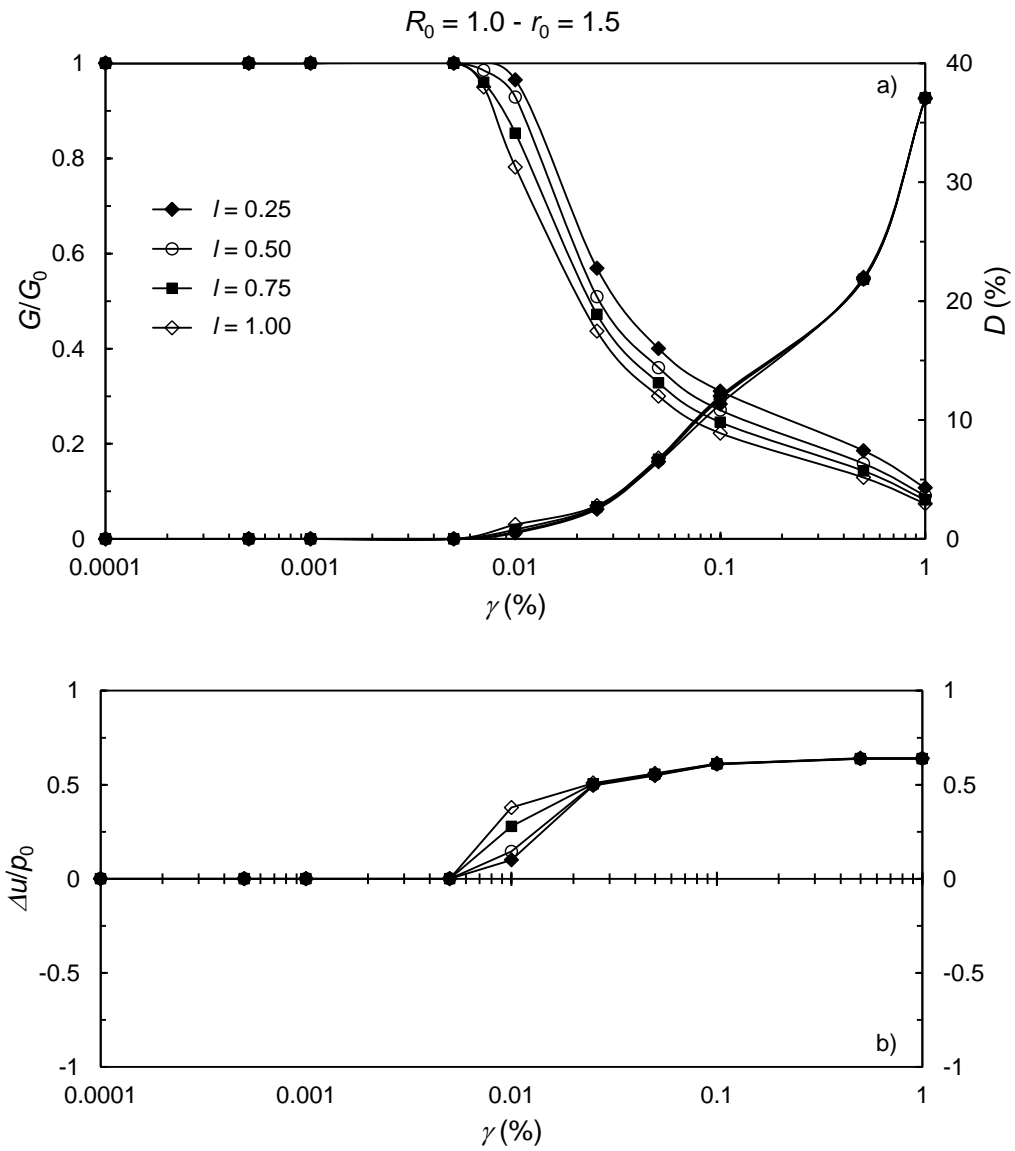 R0 = 1.0 - r0 = 1.5
a)
1
0.8
0.6
0.4
0.2
0
G/G0
40
30
20
10
0
D (%)
l = 0.25
l = 0.50
l = 0.75
l = 1.00
0.0001
0.001
0.01
0.1
1
γ (%)
1
0.5
0
-0.5
-1
Δu/p0
1
0.5
0
-0.5
-1
b)
0.0001
0.001
0.01
0.1
1
γ (%)